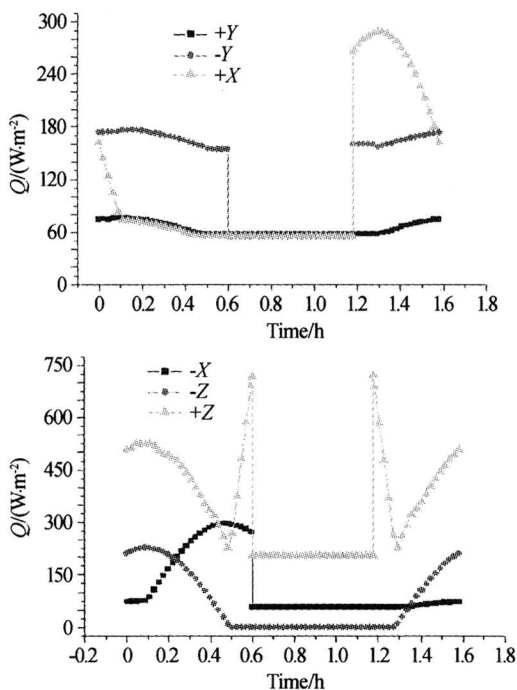 +Y
-Y
+X
300
240
180
120
60
0
Q/(W·m⁻²)
0 0.2 0.4 0.6 0.8 1.0 1.2 1.4 1.6 1.8
Time/h
-X
-Z
+Z
750
600
450
300
150
0
Q/(W·m⁻²)
-0.2 0 0.2 0.4 0.6 0.8 1.0 1.2 1.4 1.6 1.8
Time/h